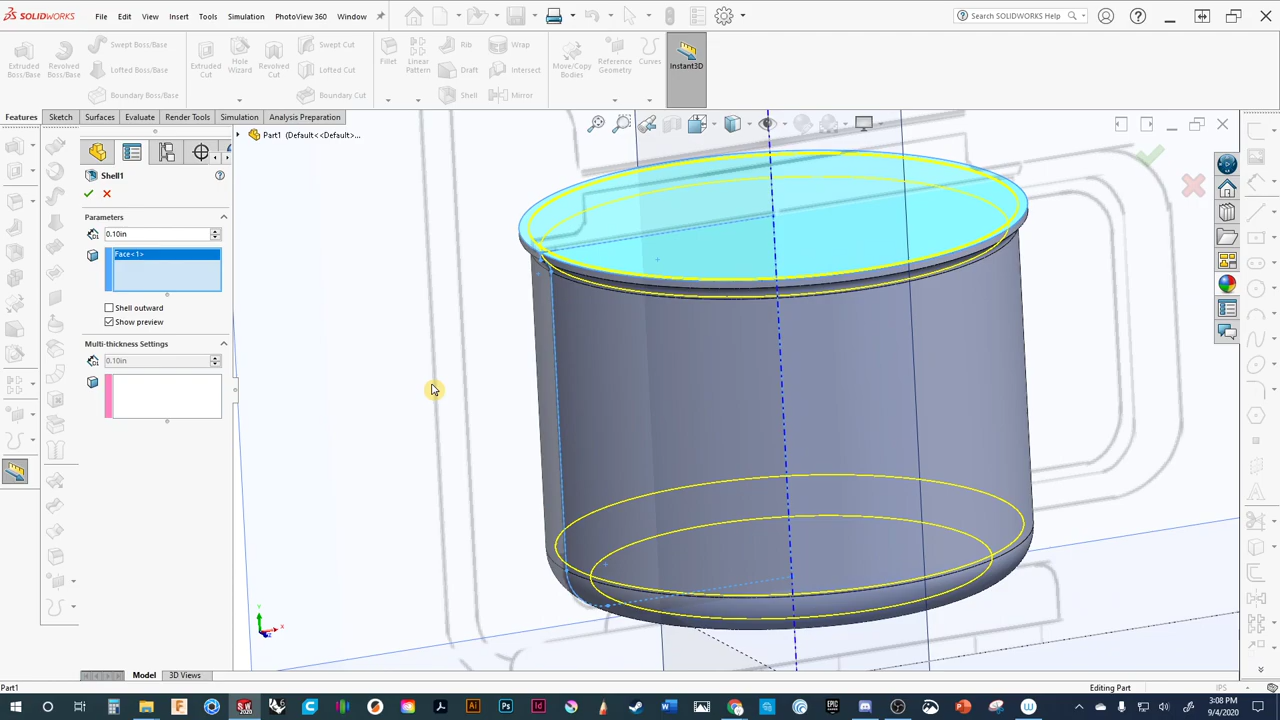 SOLIDWORKS
File Edit View Insert Tools Simulation PhotoView 360 Window
Search SOLIDWORKS Help
Extruded Boss/Base
Revolved Boss/Base
Swept Boss/Base
Lofted Boss/Base
Boundary Boss/Base
Extruded Cut
Hole Wizard
Revolved Cut
Swept Cut
Lofted Cut
Boundary Cut
Fillet
Linear Pattern
Rib
Draft
Shell
Wrap
Intersect
Mirror
Move/Copy Bodies
Reference Geometry
Curves
Instant3D
Features Sketch Surfaces Evaluate Render Tools Simulation Analysis Preparation
Part1 (Default<<Default>...
Shell1
Parameters
0.10in
Face<1>
Shell outward
Show preview
Multi-thickness Settings
0.10in
Y
X
Z
Model 3D Views
Part1
Editing Part
IPS
3:08 PM
9/4/2020